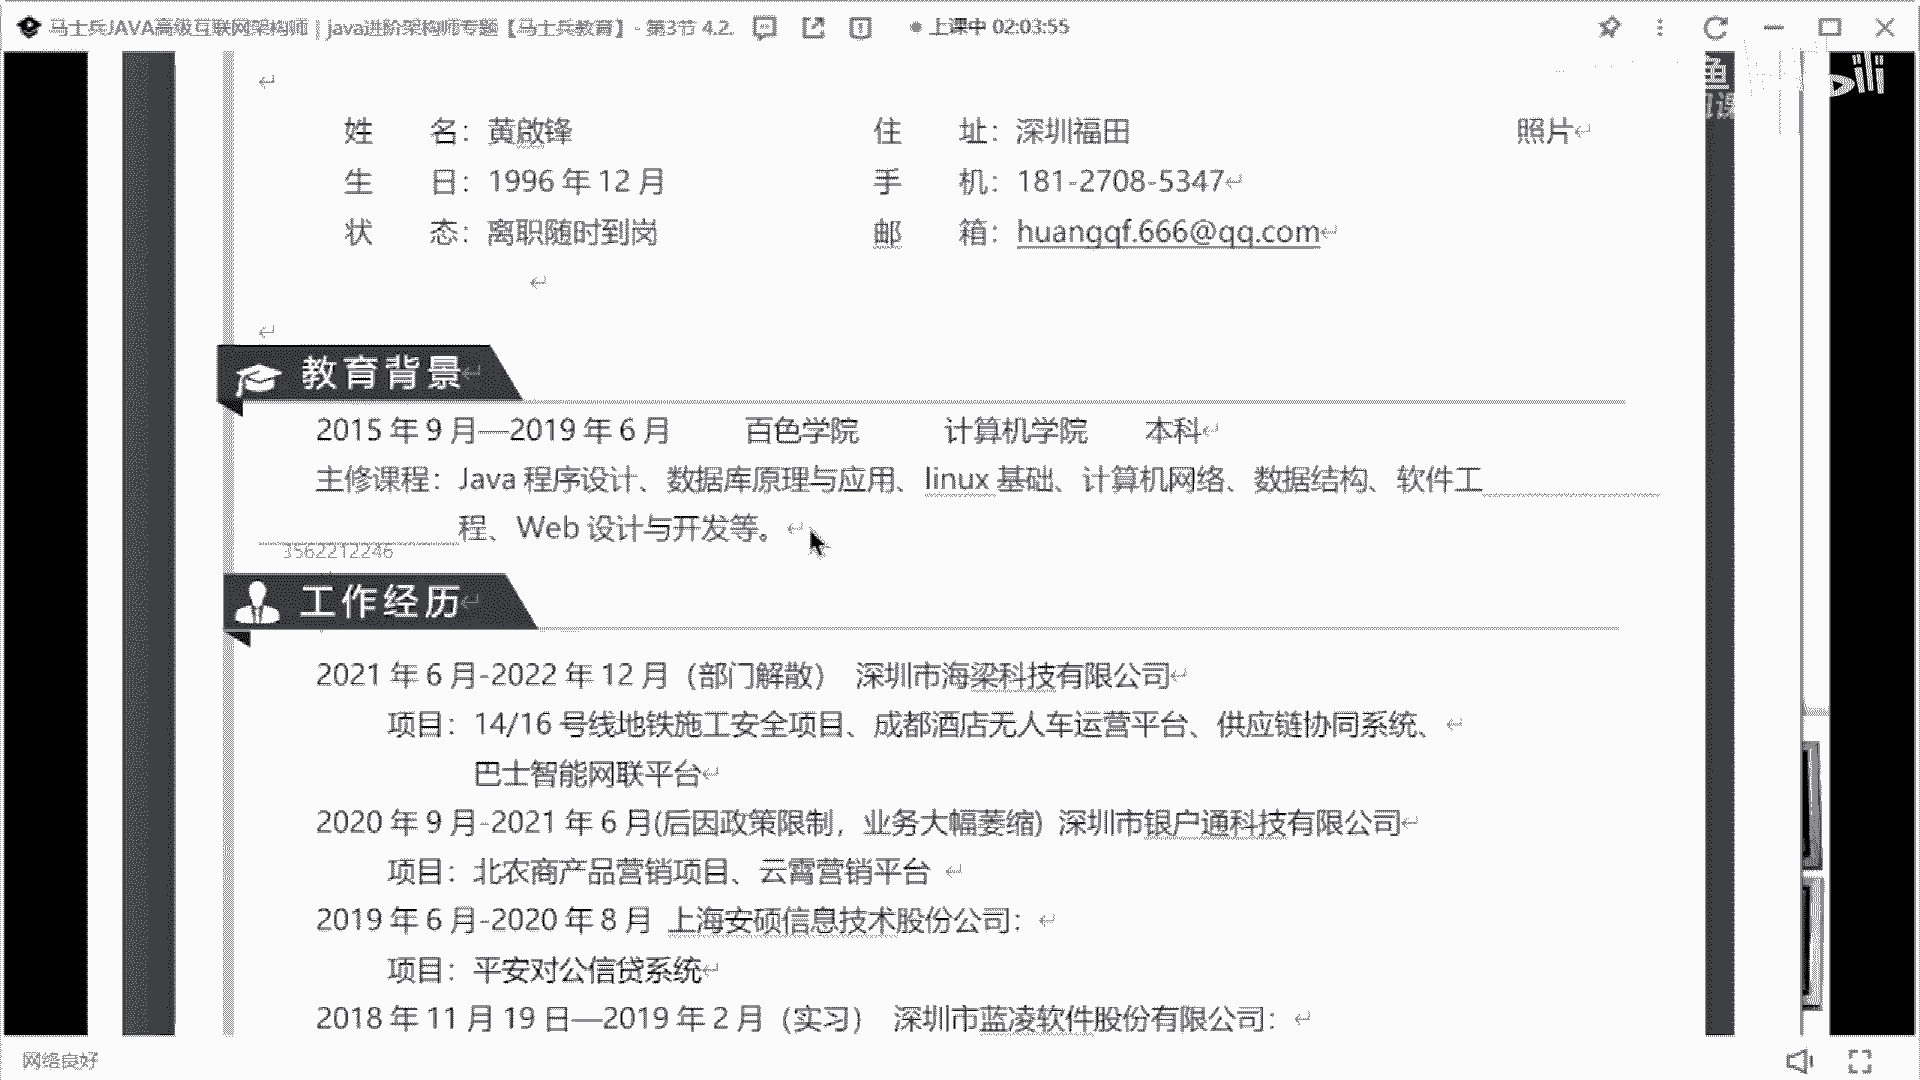 马士兵JAVA高级互联网架构师 | java进阶架构师专题【马士兵教育】- 第3节 4.2. 上课中 02:03:55
姓 名：黄啟锋 住 址：深圳福田 照片
生 日：1996 年 12 月 手 机：181-2708-5347
状 态：离职随时到岗 邮 箱：huangqf.666@qq.com
教育背景
2015 年 9 月—2019 年 6 月 百色学院 计算机学院 本科
主修课程：Java 程序设计、数据库原理与应用、linux 基础、计算机网络、数据结构、软件工
程、Web 设计与开发等。
3562212246
工作经历
2021 年 6 月-2022 年 12 月（部门解散） 深圳市海梁科技有限公司
项目：14/16 号线地铁施工安全项目、成都酒店无人车运营平台、供应链协同系统、
巴士智能网联平台
2020 年 9 月-2021 年 6 月(后因政策限制，业务大幅萎缩) 深圳市银户通科技有限公司
项目：北农商产品营销项目、云霄营销平台
2019 年 6 月-2020 年 8 月 上海安硕信息技术股份公司：
项目：平安对公信贷系统
2018 年 11 月 19 日—2019 年 2 月（实习） 深圳市蓝凌软件股份有限公司：
网络良好